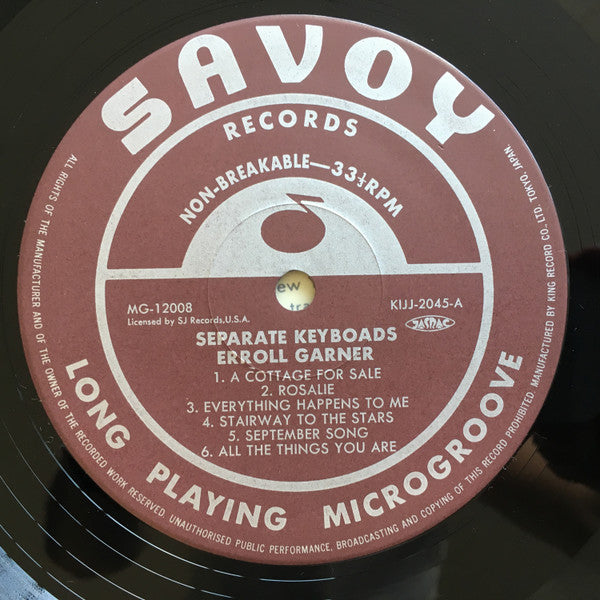 SAVOY
RECORDS
NON-BREAKABLE—33⅓RPM
ew
tra
MG-12008
Licensed by SJ Records,U.S.A.
KIJJ-2045-A
JASRAC
SEPARATE KEYBOADS
ERROLL GARNER
1. A COTTAGE FOR SALE
2. ROSALIE
3. EVERYTHING HAPPENS TO ME
4. STAIRWAY TO THE STARS
5. SEPTEMBER SONG
6. ALL THE THINGS YOU ARE
LONG PLAYING MICROGROOVE
ALL RIGHTS OF THE MANUFACTURER AND OF THE OWNER OF THE RECORDED WORK RESERVED. UNAUTHORISED PUBLIC PERFORMANCE, BROADCASTING AND COPYING OF THIS RECORD PROHIBITED. MANUFACTURED BY KING RECORD CO., LTD. TOKYO, JAPAN.